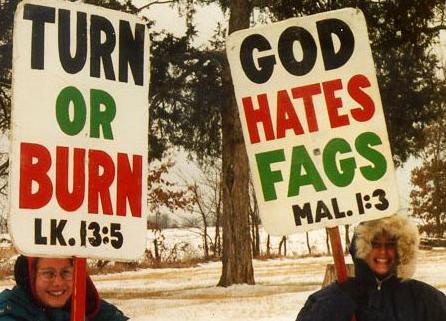 TURN
OR
BURN
LK. 13:5
GOD
HATES
FAGS
MAL. 1:3